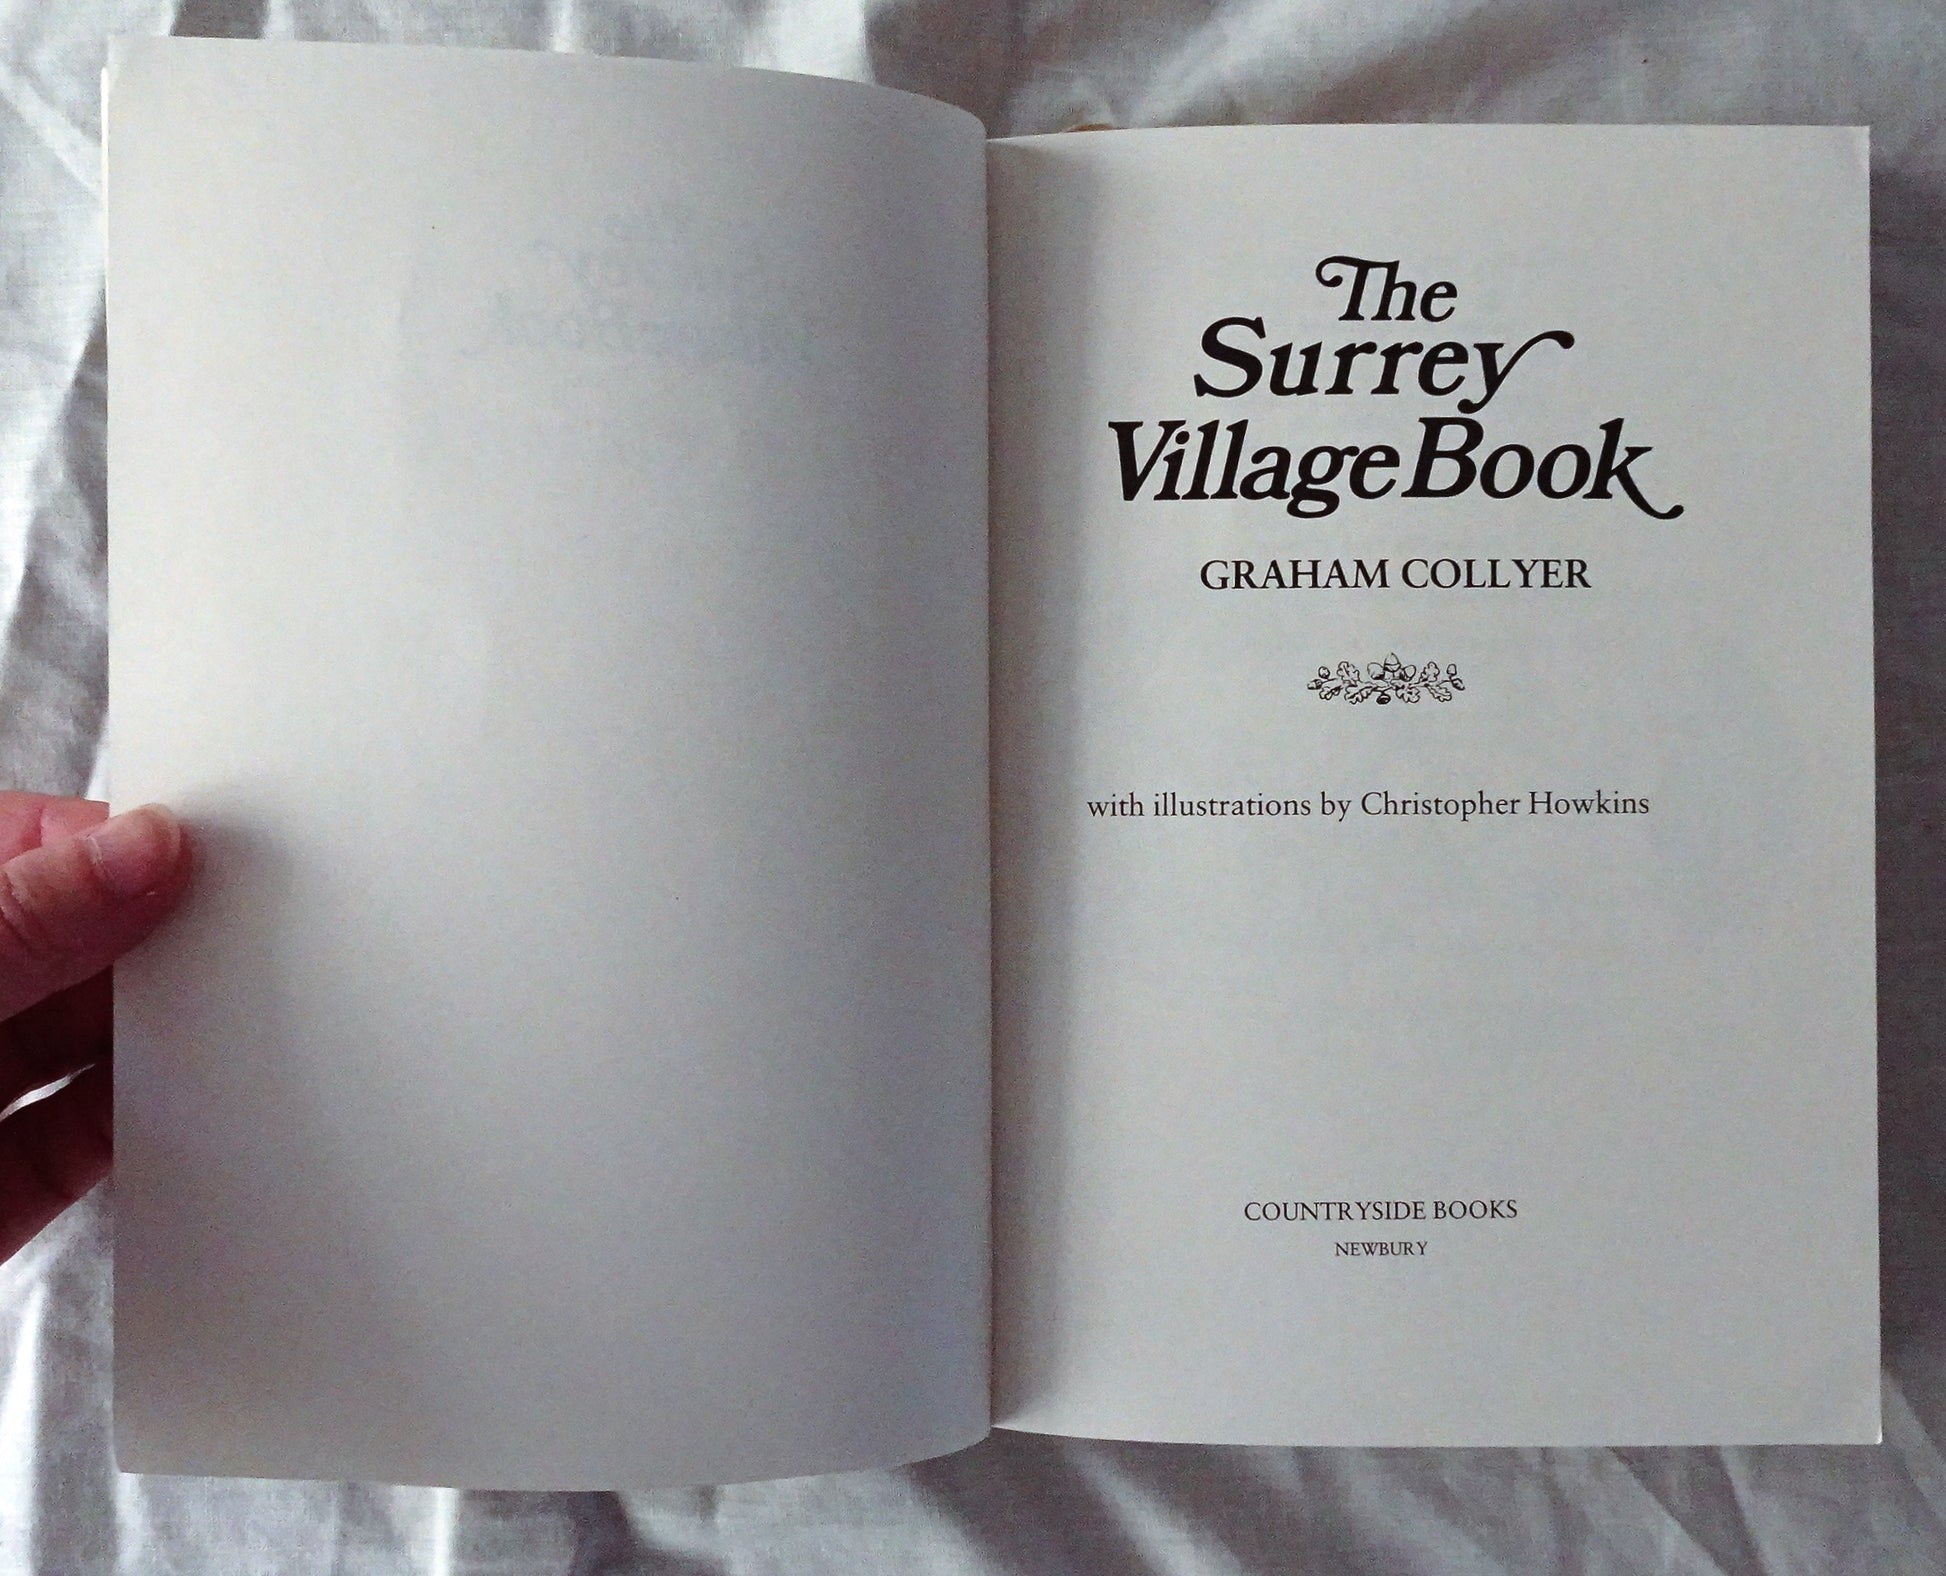 The
Surrey
Village Book
GRAHAM COLLYER
with illustrations by Christopher Howkins
COUNTRYSIDE BOOKS
NEWBURY